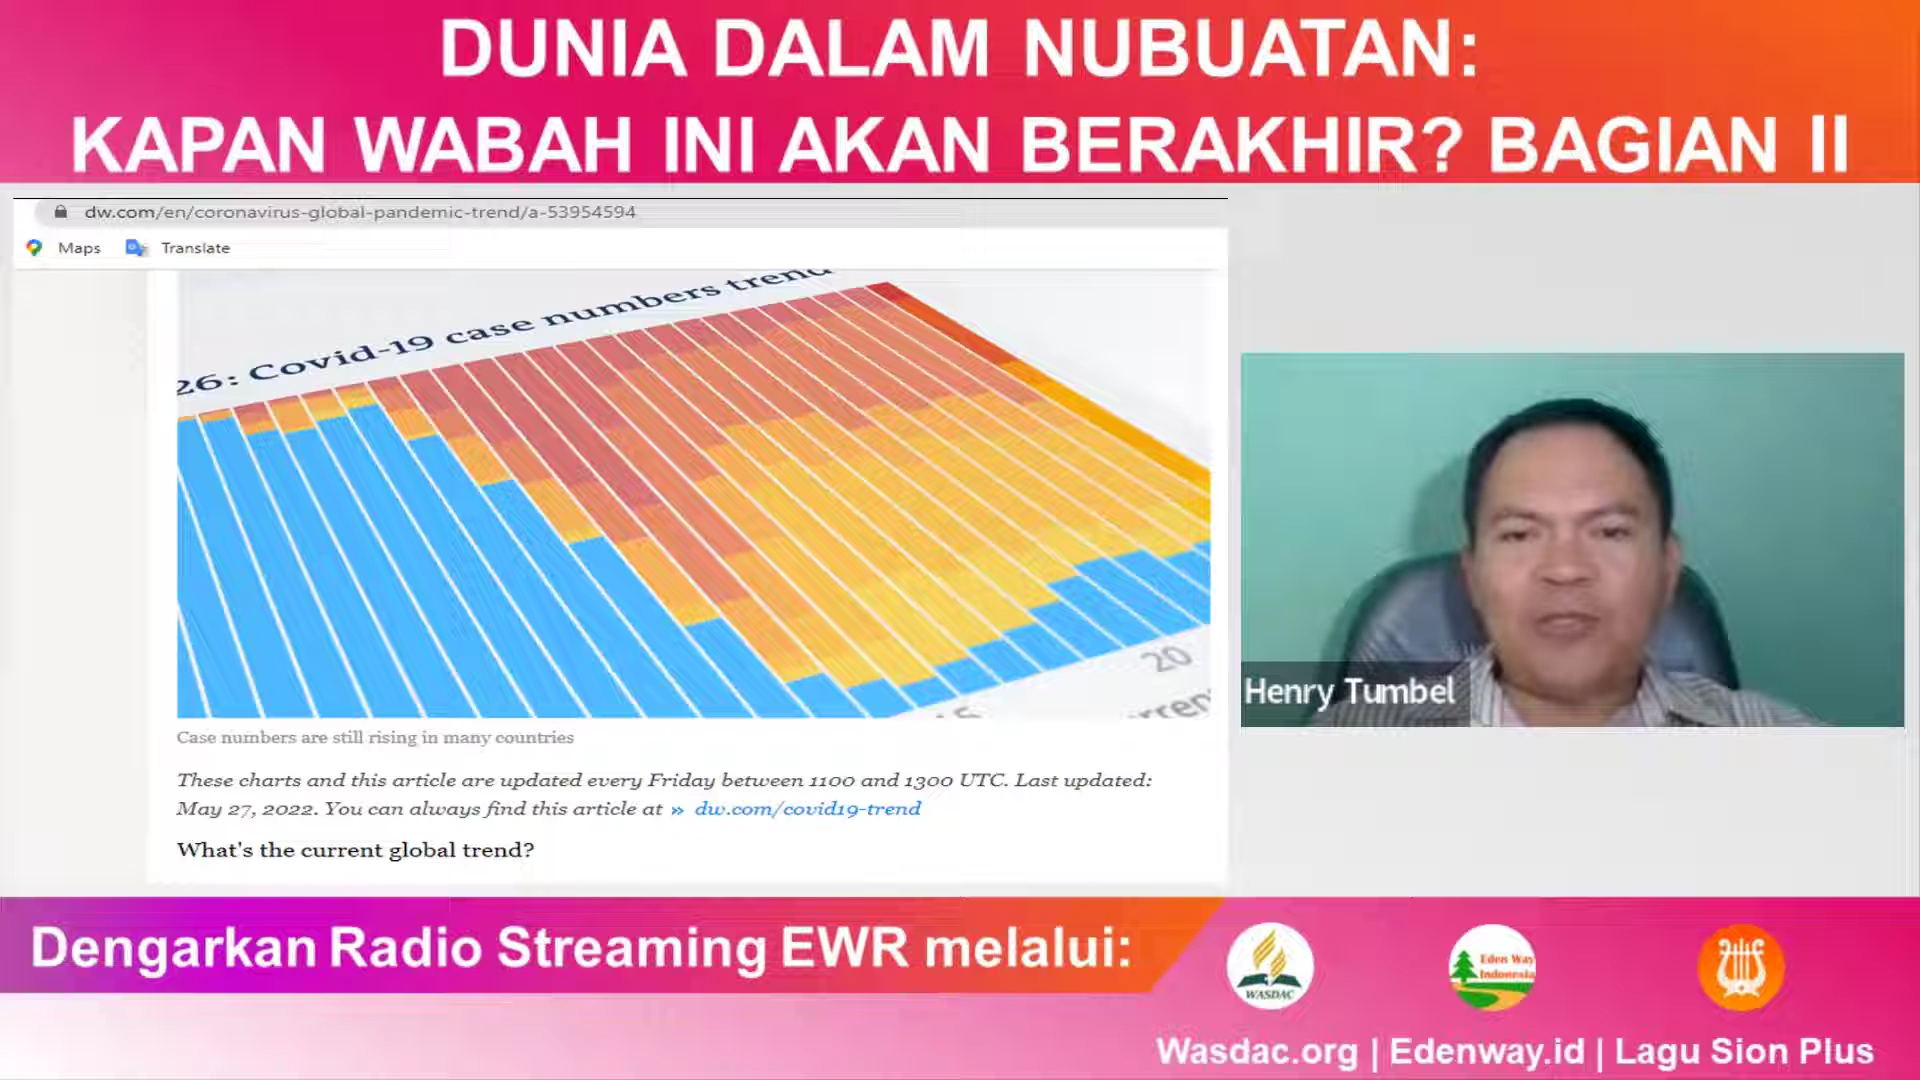 DUNIA DALAM NUBUATAN:
KAPAN WABAH INI AKAN BERAKHIR? BAGIAN II
dw.com/en/coronavirus-global-pandemic-trend/a-53954594
Maps Translate
26: Covid-19 case numbers trend
20
Case numbers are still rising in many countries
These charts and this article are updated every Friday between 1100 and 1300 UTC. Last updated:
May 27, 2022. You can always find this article at » dw.com/covid19-trend
What's the current global trend?
Henry Tumbel
Dengarkan Radio Streaming EWR melalui:
WASDAC
Eden Way
Indonesia
Wasdac.org | Edenway.id | Lagu Sion Plus